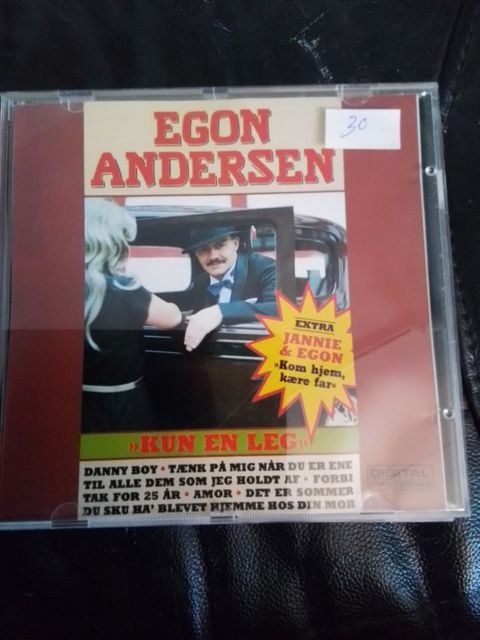 EGON
ANDERSEN
30
EXTRA
JANNIE
& EGON
»Kom hjem,
kære far«
»KUN EN LEG«
DANNY BOY • TÆNK PÅ MIG NÅR DU ER ENE
TIL ALLE DEM SOM JEG HOLDT AF • FORBI
TAK FOR 25 ÅR • AMOR • DET ER SOMMER
DU SKU HA' BLEVET HJEMME HOS DIN MOR
DIGITAL